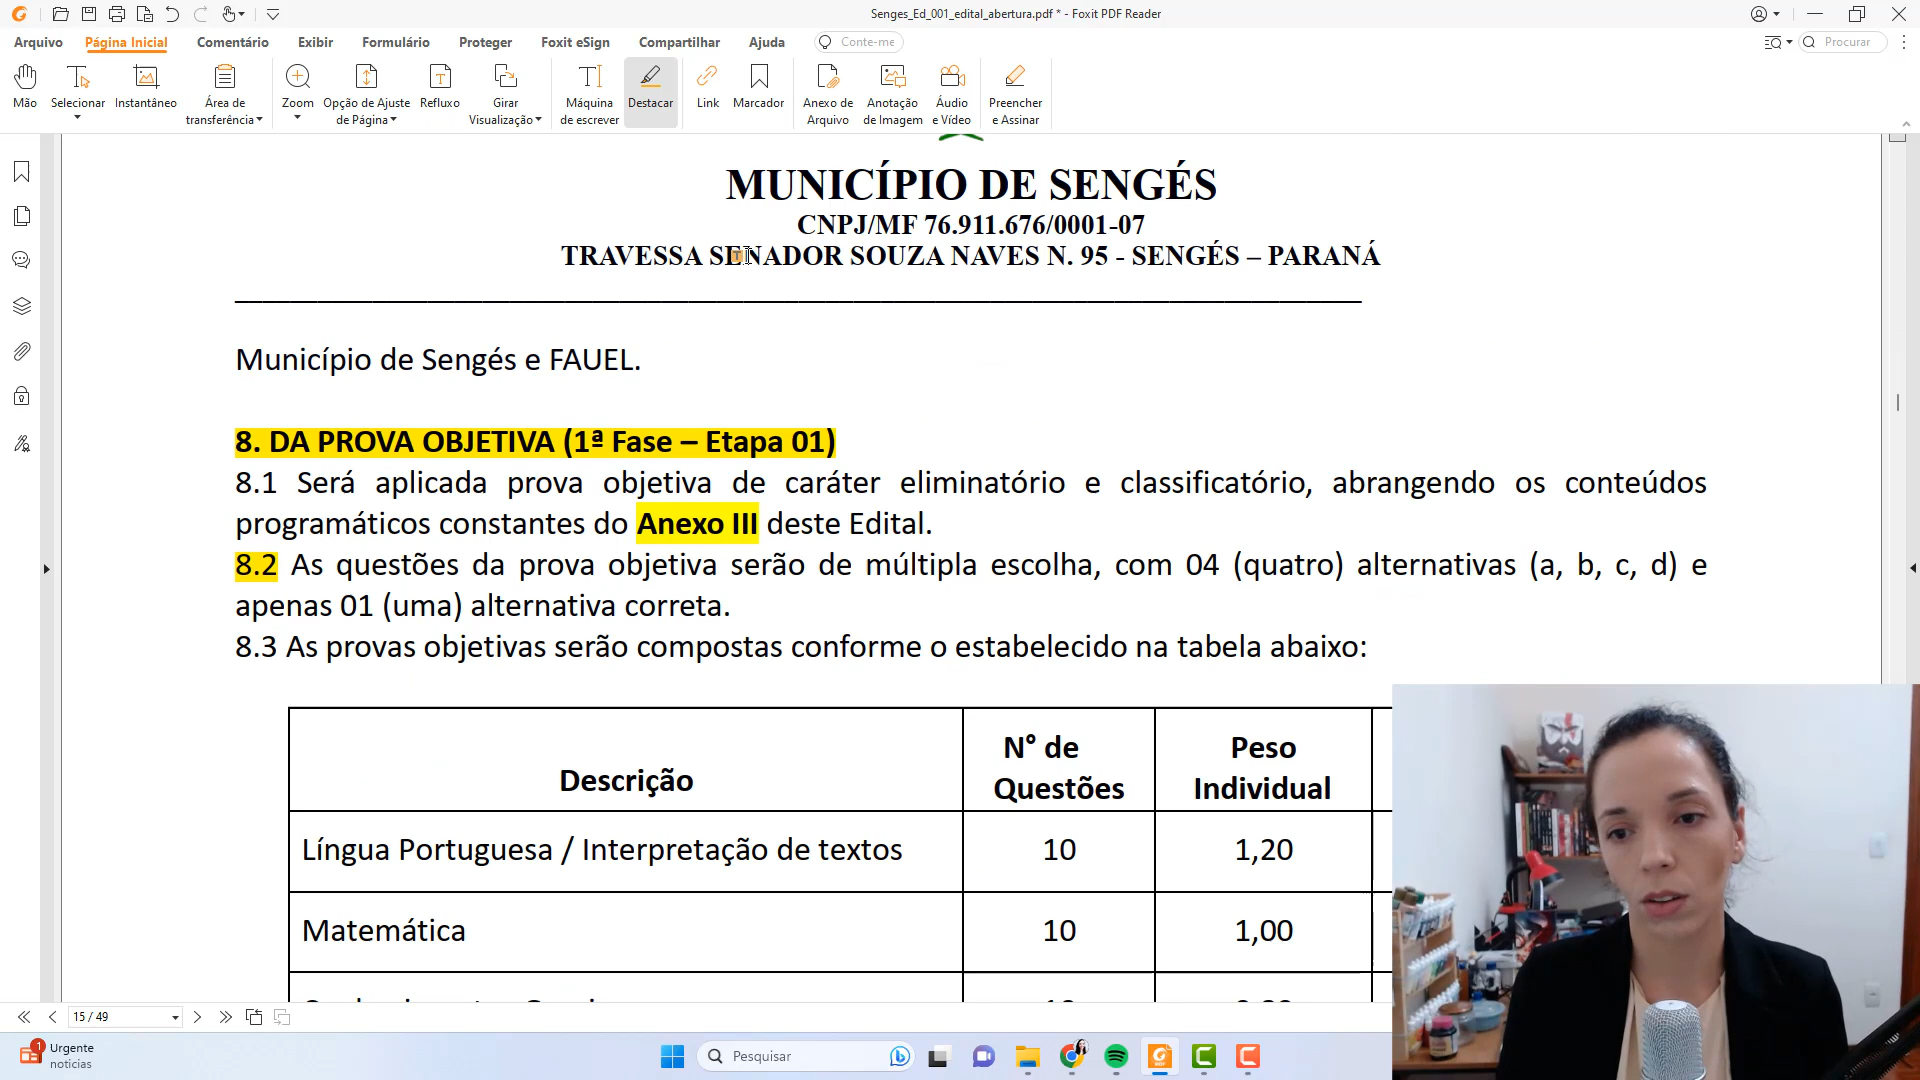 Senges_Ed_001_edital_abertura.pdf * - Foxit PDF Reader
Arquivo Página Inicial Comentário Exibir Formulário Proteger Foxit eSign Compartilhar Ajuda Conte-me Procurar
Mão Selecionar Instantâneo Área de transferência Zoom Opção de Ajuste de Página Refluxo Girar Visualização Máquina de escrever Destacar Link Marcador Anexo de Arquivo Anotação de Imagem Áudio e Vídeo Preencher e Assinar
MUNICÍPIO DE SENGÉS
CNPJ/MF 76.911.676/0001-07
TRAVESSA SENADOR SOUZA NAVES N. 95 - SENGÉS – PARANÁ
Município de Sengés e FAUEL.
8. DA PROVA OBJETIVA (1ª Fase – Etapa 01)
8.1 Será aplicada prova objetiva de caráter eliminatório e classificatório, abrangendo os conteúdos
programáticos constantes do Anexo III deste Edital.
8.2 As questões da prova objetiva serão de múltipla escolha, com 04 (quatro) alternativas (a, b, c, d) e
apenas 01 (uma) alternativa correta.
8.3 As provas objetivas serão compostas conforme o estabelecido na tabela abaixo:
Descrição N° de Questões Peso Individual
Língua Portuguesa / Interpretação de textos 10 1,20
Matemática 10 1,00
15 / 49
1 Urgente
notícias
Pesquisar